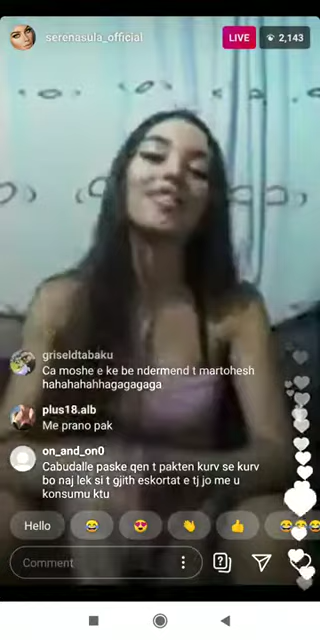 serenasula_official
LIVE
2,143
griseldtabaku
Ca moshe e ke be ndermend t martohesh
hahahahahhagagagaga
plus18.alb
Me prano pak
on_and_on0
Cabudalle paske qen t pakten kurv se kurv
bo naj lek si t gjith eskortat e tj jo me u
konsumu ktu
Hello
Comment